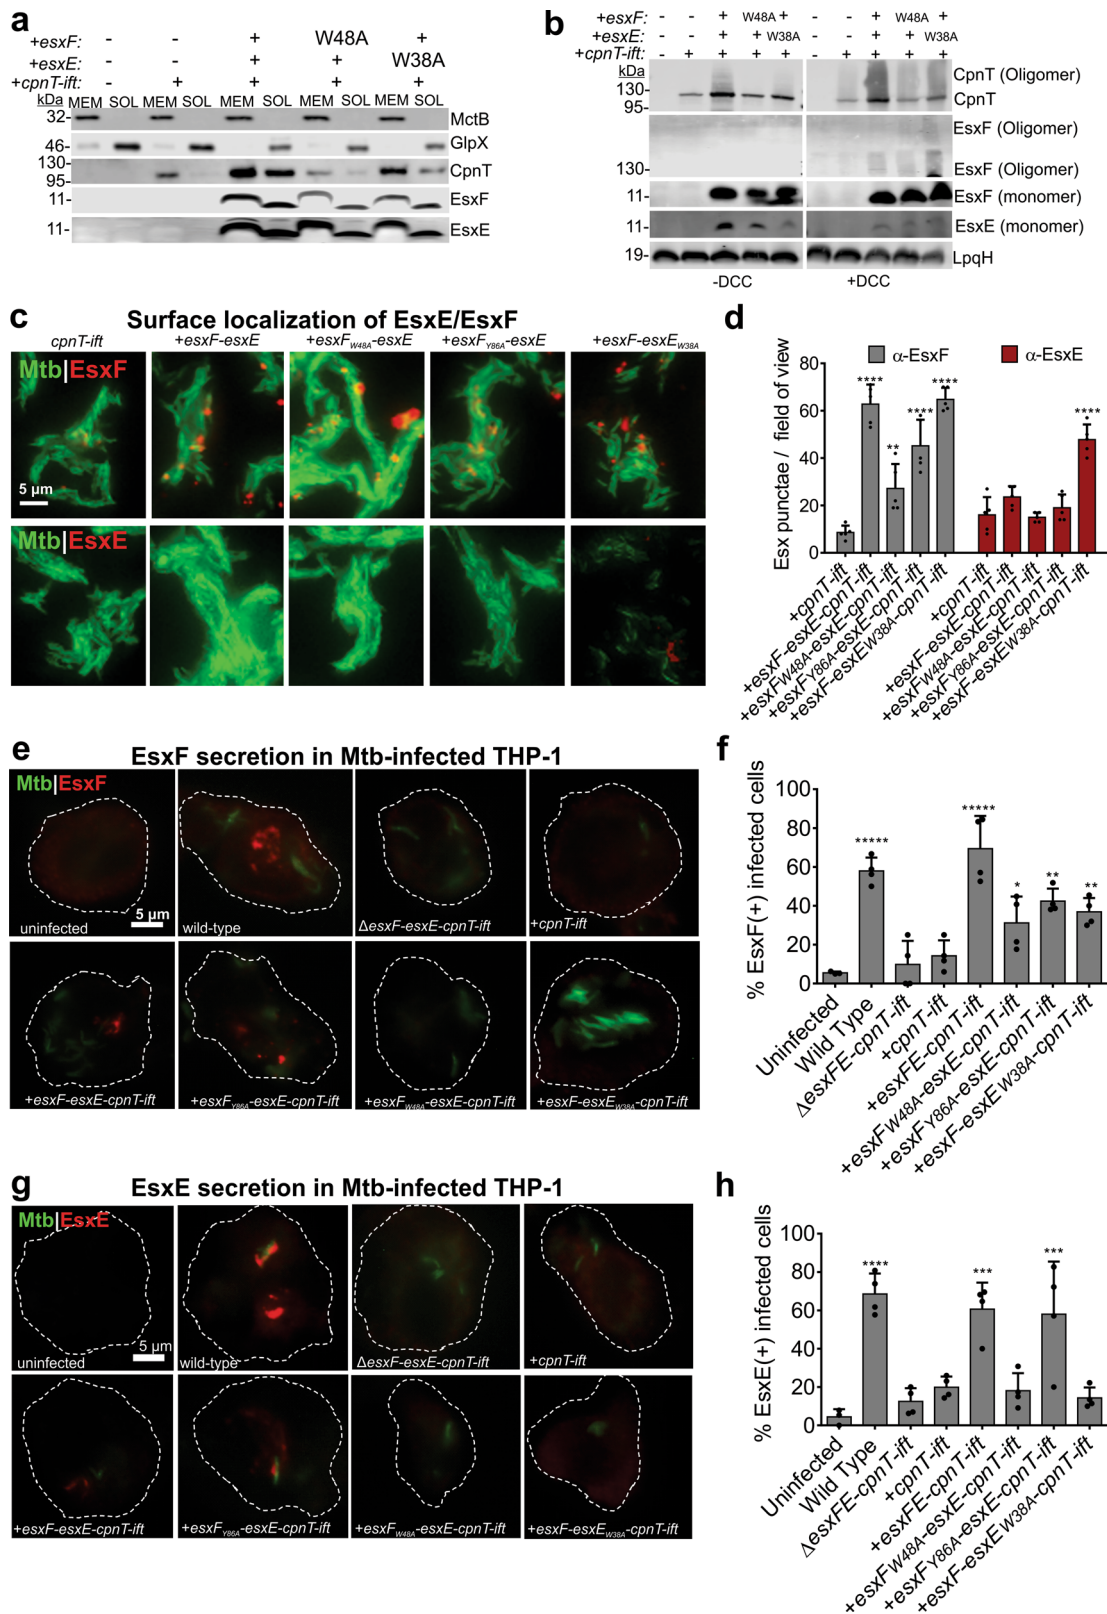 a
+esxF: - - + W48A +
+esxE: - - + + W38A
+cpnT-ift: - + + + +
kDa MEM SOL MEM SOL MEM SOL MEM SOL MEM SOL
32- MctB
46- GlpX
130-
95- CpnT
11- EsxF
11- EsxE
b
+esxF: - - + W48A + - - + W48A +
+esxE: - - + + W38A - - + + W38A
+cpnT-ift: - + + + + - + + + +
kDa
CpnT (Oligomer)
130-
95-
CpnT
EsxF (Oligomer)
130-
EsxF (Oligomer)
11- EsxF (monomer)
11- EsxE (monomer)
19- LpqH
-DCC +DCC
c
Surface localization of EsxE/EsxF
cpnT-ift +esxF-esxE +esxFW48A-esxE +esxFY86A-esxE +esxF-esxEW38A
Mtb|EsxF
5 µm
Mtb|EsxE
d
α-EsxF α-EsxE
Esx punctae / field of view
80
60
40
20
0
**** ** **** **** ****
+cpnT-ift
+esxF-esxE-cpnT-ift
+esxFW48A-esxE-cpnT-ift
+esxFY86A-esxE-cpnT-ift
+esxF-esxEW38A-cpnT-ift
+cpnT-ift
+esxF-esxE-cpnT-ift
+esxFW48A-esxE-cpnT-ift
+esxFY86A-esxE-cpnT-ift
+esxF-esxEW38A-cpnT-ift
e
EsxF secretion in Mtb-infected THP-1
Mtb|EsxF
5 µm
uninfected wild-type ΔesxF-esxE-cpnT-ift +cpnT-ift
+esxF-esxE-cpnT-ift +esxFY86A-esxE-cpnT-ift +esxFW48A-esxE-cpnT-ift +esxF-esxEW38A-cpnT-ift
f
% EsxF(+) infected cells
100
80
60
40
20
0
***** ***** * ** **
Uninfected
Wild Type
ΔesxFE-cpnT-ift
+cpnT-ift
+esxFE-cpnT-ift
+esxFW48A-esxE-cpnT-ift
+esxFY86A-esxE-cpnT-ift
+esxF-esxEW38A-cpnT-ift
g
EsxE secretion in Mtb-infected THP-1
Mtb|EsxE
5 µm
uninfected wild-type ΔesxF-esxE-cpnT-ift +cpnT-ift
+esxF-esxE-cpnT-ift +esxFY86A-esxE-cpnT-ift +esxFW48A-esxE-cpnT-ift +esxF-esxEW38A-cpnT-ift
h
% EsxE(+) infected cells
100
80
60
40
20
0
**** *** ***
Uninfected
Wild Type
ΔesxFE-cpnT-ift
+cpnT-ift
+esxFE-cpnT-ift
+esxFW48A-esxE-cpnT-ift
+esxFY86A-esxE-cpnT-ift
+esxF-esxEW38A-cpnT-ift